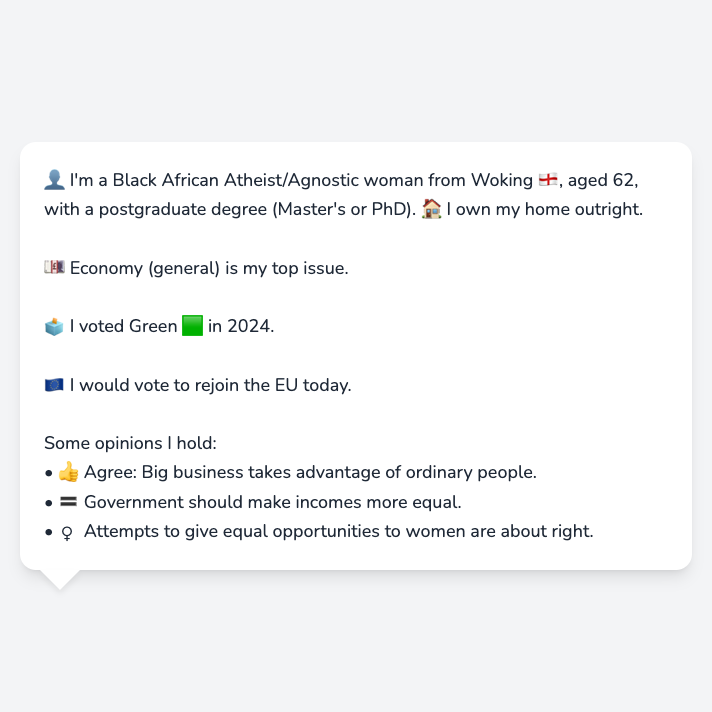 👤 I'm a Black African Atheist/Agnostic woman from Woking 🏴󠁧󠁢󠁥󠁮󠁧󠁿, aged 62,
with a postgraduate degree (Master's or PhD). 🏠 I own my home outright.
💷 Economy (general) is my top issue.
🗳️ I voted Green 🟩 in 2024.
🇪🇺 I would vote to rejoin the EU today.
Some opinions I hold:
• 👍 Agree: Big business takes advantage of ordinary people.
• 🟰 Government should make incomes more equal.
• ♀ Attempts to give equal opportunities to women are about right.